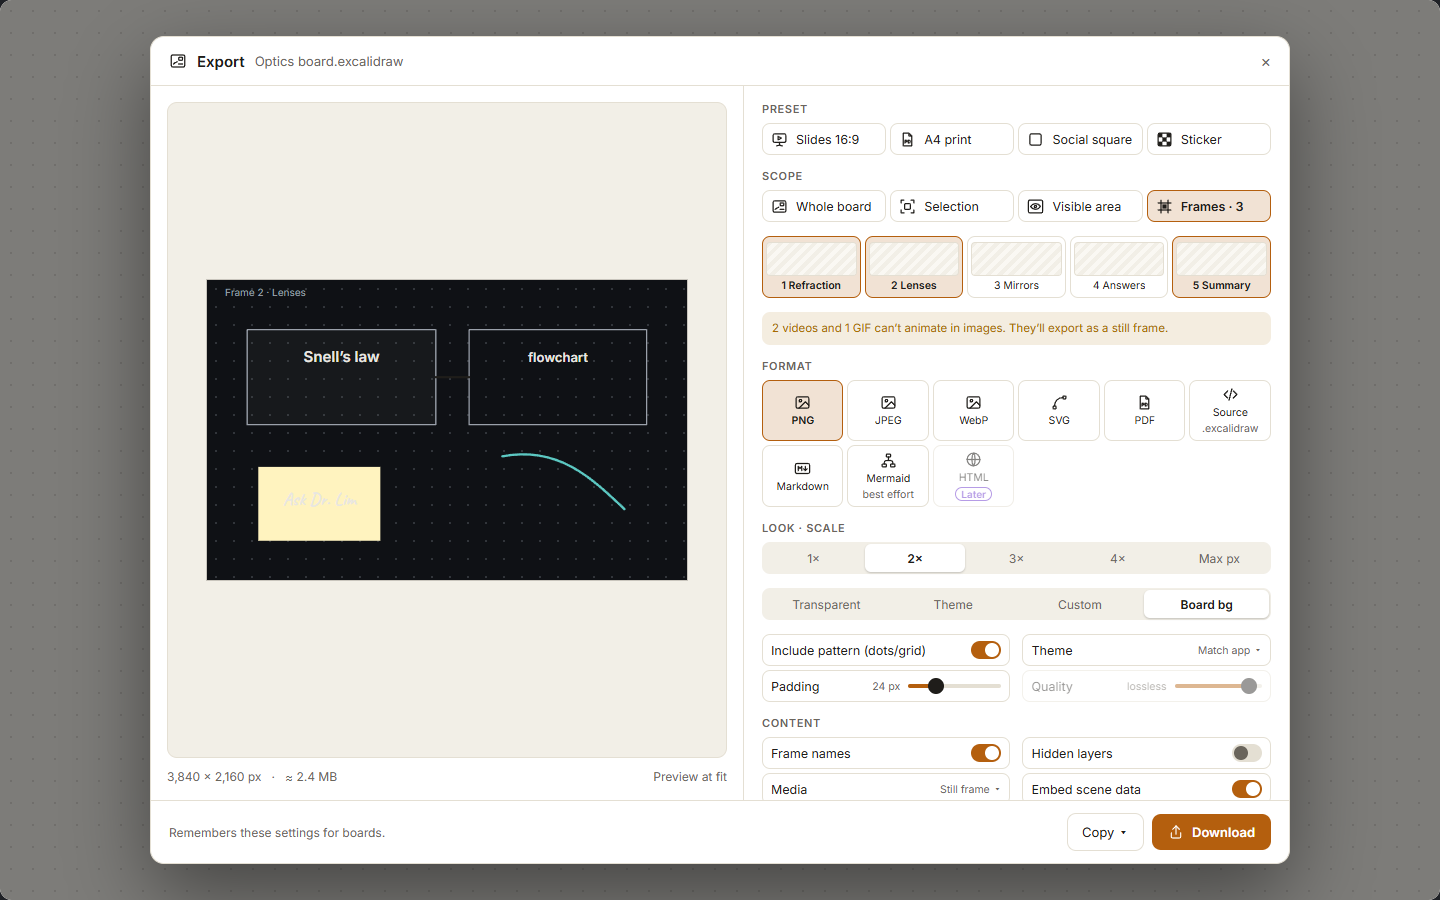 Export Optics board.excalidraw ×
PRESET
Slides 16:9 A4 print Social square Sticker
SCOPE
Whole board Selection Visible area Frames · 3
1 Refraction 2 Lenses 3 Mirrors 4 Answers 5 Summary
2 videos and 1 GIF can't animate in images. They'll export as a still frame.
FORMAT
PNG JPEG WebP SVG PDF Source
.excalidraw
Markdown Mermaid HTML
best effort Later
LOOK · SCALE
1× 2× 3× 4× Max px
Transparent Theme Custom Board bg
Include pattern (dots/grid) Theme Match app
Padding 24 px Quality lossless
CONTENT
Frame names Hidden layers
Media Still frame Embed scene data
Frame 2 · Lenses
Snell's law flowchart
Ask Dr. Lim
3,840 × 2,160 px · ≈ 2.4 MB Preview at fit
Remembers these settings for boards. Copy Download